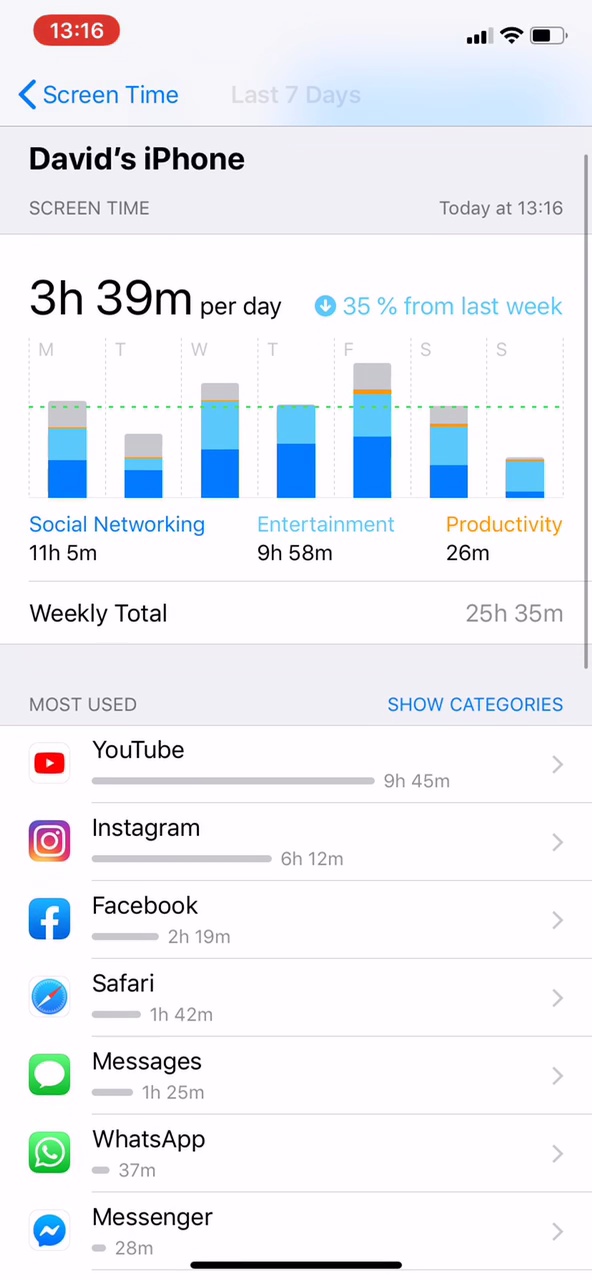 13:16
Screen Time Last 7 Days
David's iPhone
SCREEN TIME Today at 13:16
3h 39m per day 35 % from last week
M T W T F S S
Social Networking Entertainment Productivity
11h 5m 9h 58m 26m
Weekly Total 25h 35m
MOST USED SHOW CATEGORIES
YouTube
9h 45m
Instagram
6h 12m
Facebook
2h 19m
Safari
1h 42m
Messages
1h 25m
WhatsApp
37m
Messenger
28m